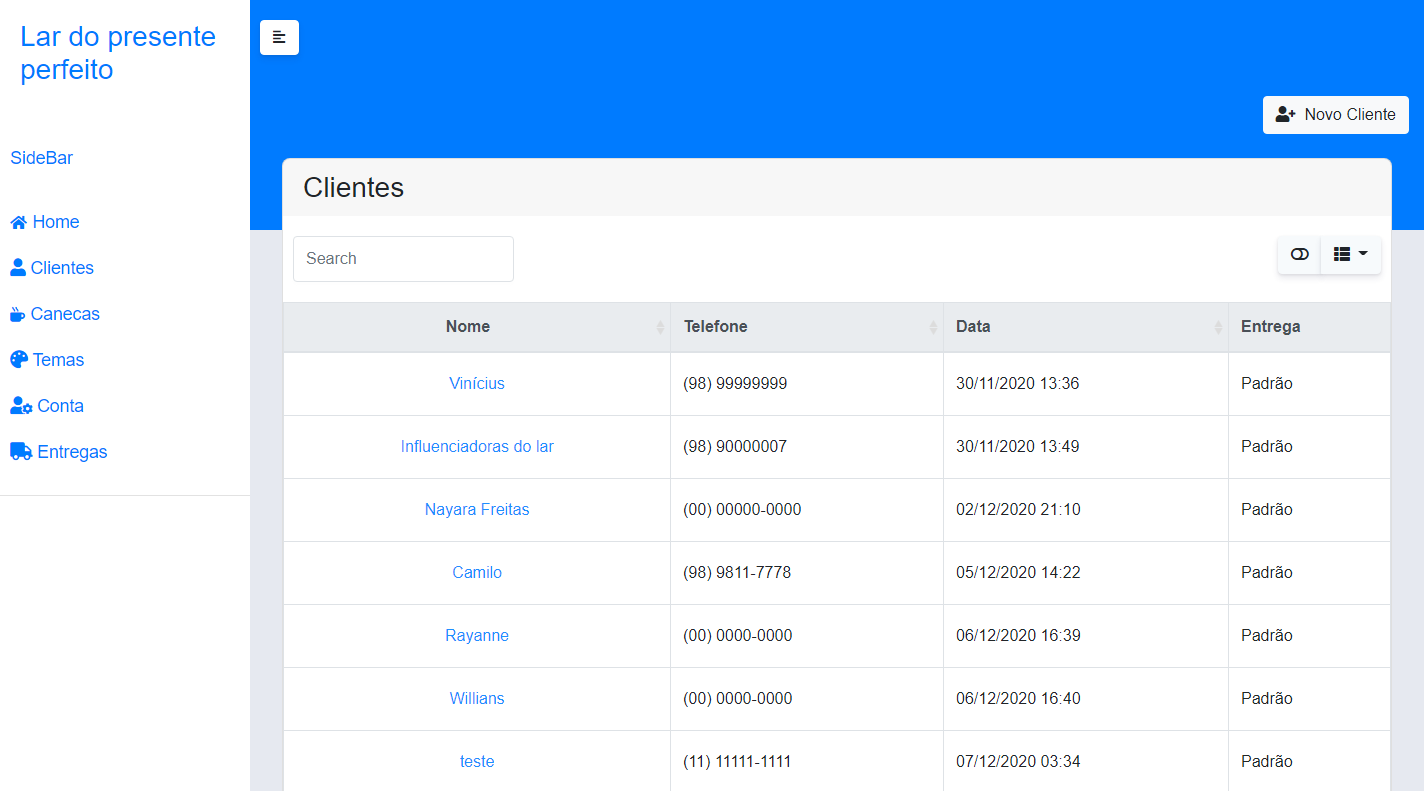 Lar do presente
perfeito
SideBar
Home
Clientes
Canecas
Temas
Conta
Entregas
Novo Cliente
Clientes
Search
Nome Telefone Data Entrega
Vinícius (98) 99999999 30/11/2020 13:36 Padrão
Influenciadoras do lar (98) 90000007 30/11/2020 13:49 Padrão
Nayara Freitas (00) 00000-0000 02/12/2020 21:10 Padrão
Camilo (98) 9811-7778 05/12/2020 14:22 Padrão
Rayanne (00) 0000-0000 06/12/2020 16:39 Padrão
Willians (00) 0000-0000 06/12/2020 16:40 Padrão
teste (11) 11111-1111 07/12/2020 03:34 Padrão